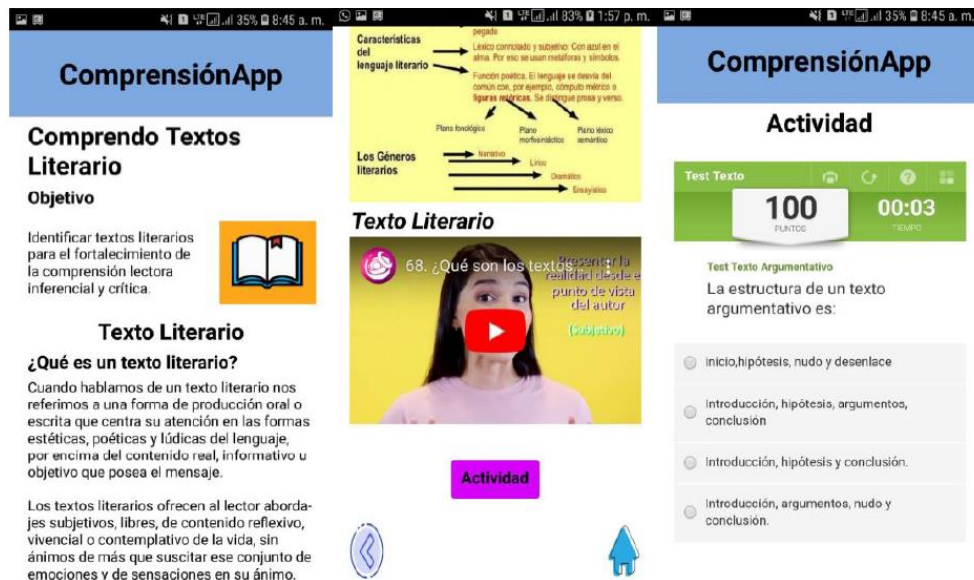 35% 8:45 a. m.
ComprensiónApp
Comprendo Textos
Literario
Objetivo
Identificar textos literarios
para el fortalecimiento de
la comprensión lectora
inferencial y crítica.
Texto Literario
¿Qué es un texto literario?
Cuando hablamos de un texto literario nos
referimos a una forma de producción oral o
escrita que centra su atención en las formas
estéticas, poéticas y lúdicas del lenguaje,
por encima del contenido real, informativo u
objetivo que posea el mensaje.
Los textos literarios ofrecen al lector aborda-
jes subjetivos, libres, de contenido reflexivo,
vivencial o contemplativo de la vida, sin
ánimos de más que suscitar ese conjunto de
emociones y de sensaciones en su ánimo.
83% 1:57 p. m.
pegado
Características
del
lenguaje literario
Léxico connotado y subjetivo: Con azul en el
alma. Por eso se usan metáforas y símbolos.
Función poética. El lenguaje se desvía del
común con, por ejemplo, cómputo métrico o
figuras retóricas. Se distingue prosa y verso.
Plano fonológico
Plano
morfosintáctico
Plano léxico
semántico
Los Géneros
literarios
Narrativo
Lírico
Dramático
Ensayístico
Texto Literario
68. ¿Qué son los textos
Presentar la
realidad desde e
punto de vista
del autor
(Subjetivo)
Actividad
35% 8:45 a. m.
ComprensiónApp
Actividad
Test Texto
100
PUNTOS
00:03
TIEMPO
Test Texto Argumentativo
La estructura de un texto
argumentativo es:
inicio,hipótesis, nudo y desenlace
Introducción, hipótesis, argumentos,
conclusión
Introducción, hipótesis y conclusión.
Introducción, argumentos, nudo y
conclusión.